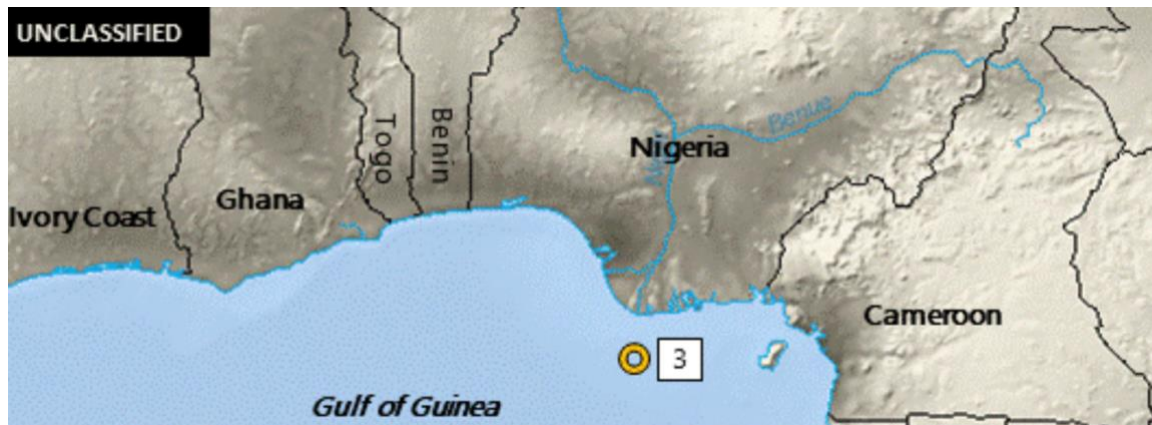 UNCLASSIFIED
Togo
Benin
Benue
Nigeria
Ghana
Ivory Coast
Cameroon
3
Gulf of Guinea